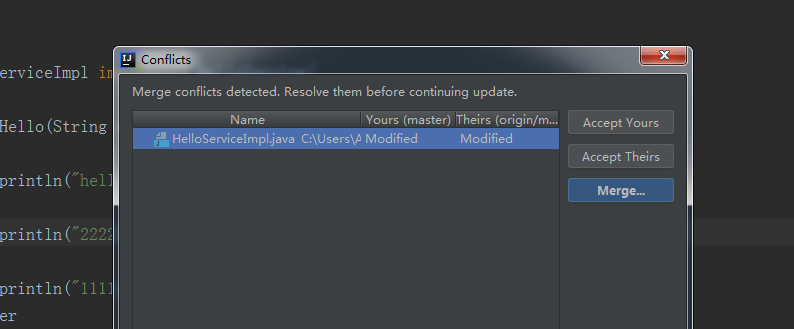 Conflicts
erviceImpl im
Merge conflicts detected. Resolve them before continuing update.
Name Yours (master) Theirs (origin/m...
Accept Yours
Hello(String
HelloServiceImpl.java C:\Users\A Modified Modified
Accept Theirs
println("hell
Merge...
println("2222
println("1111
er